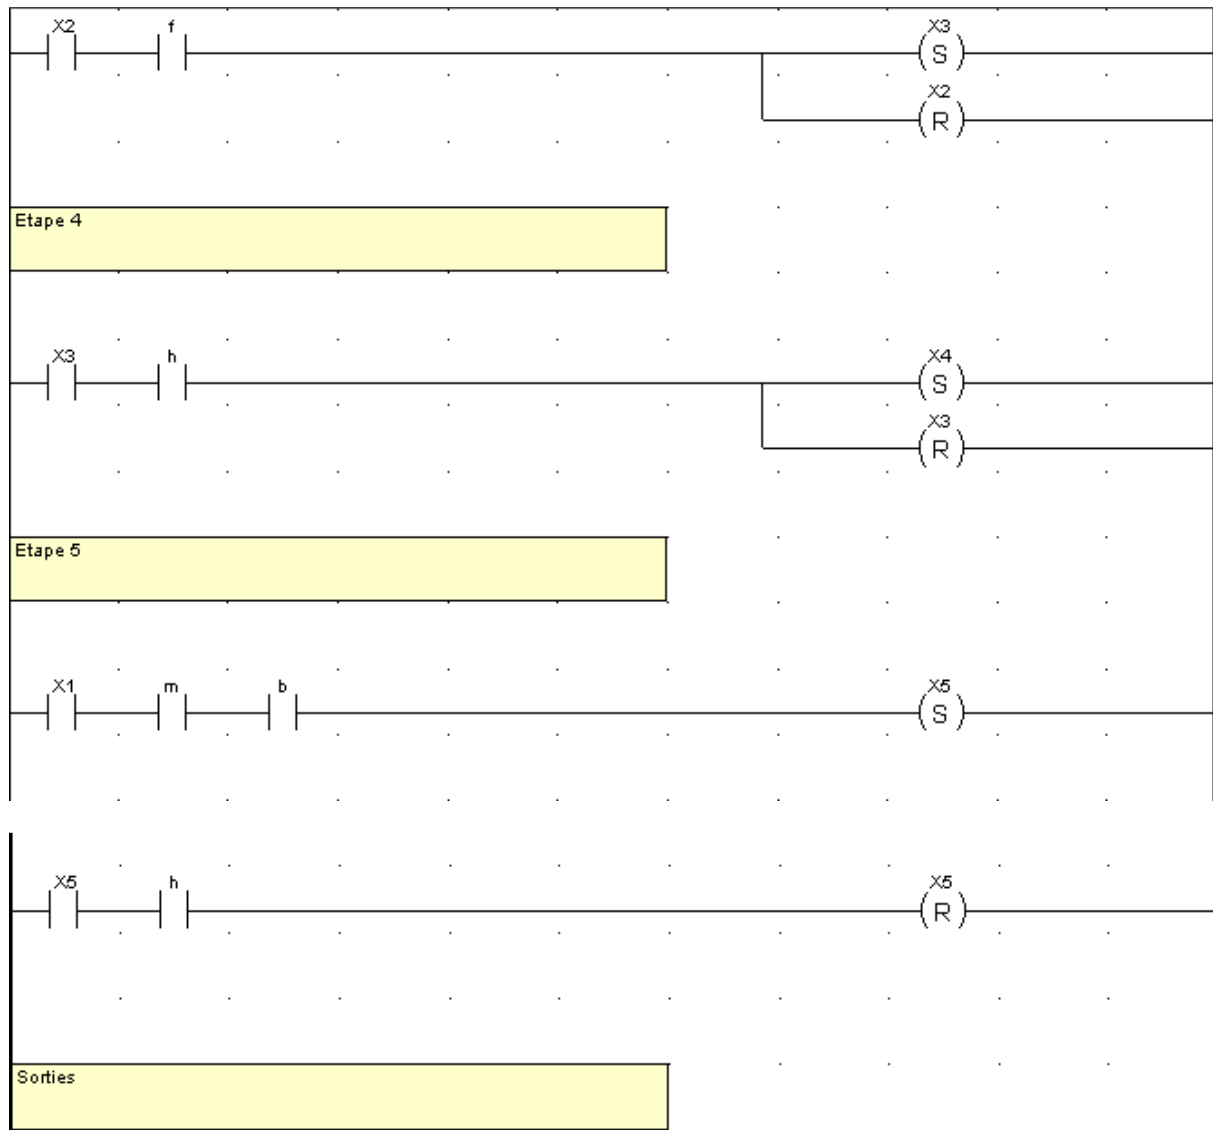 X2 f X3
S
X2
R
Etape 4
X3 h X4
S
X3
R
Etape 5
X1 m b X5
S
X5 h X5
R
Sorties